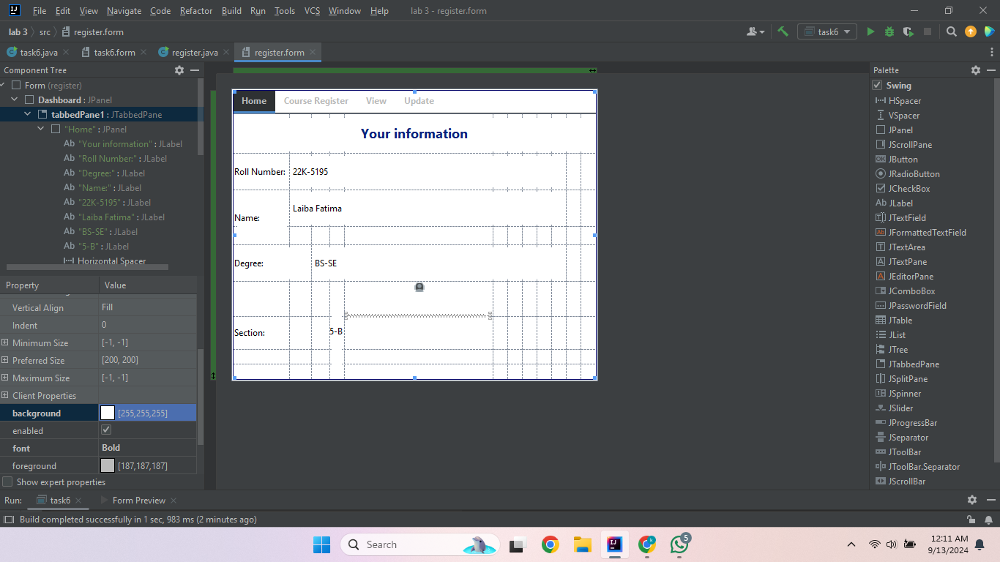 File Edit View Navigate Code Refactor Build Run Tools VCS Window Help lab 3 - register.form
lab 3 src register.form
task6
task6.java task6.form register.java register.form
Component Tree
Form (register)
Dashboard : JPanel
tabbedPane1 : JTabbedPane
"Home" : JPanel
Ab "Your information" : JLabel
Ab "Roll Number:" : JLabel
Ab "Degree:" : JLabel
Ab "Name:" : JLabel
Ab "22K-5195" : JLabel
Ab "Laiba Fatima" : JLabel
Ab "BS-SE" : JLabel
Ab "5-B" : JLabel
Horizontal Spacer
Property Value
Vertical Align Fill
Indent 0
Minimum Size [-1, -1]
Preferred Size [200, 200]
Maximum Size [-1, -1]
Client Properties
background [255,255,255]
enabled
font Bold
foreground [187,187,187]
Show expert properties
Home Course Register View Update
Your information
Roll Number: 22K-5195
Laiba Fatima
Name:
Degree: BS-SE
5-B
Section:
Palette
Swing
HSpacer
VSpacer
JPanel
JScrollPane
OK JButton
JRadioButton
JCheckBox
Ab JLabel
JTextField
JFormattedTextField
JTextArea
JTextPane
JEditorPane
JComboBox
JPasswordField
JTable
JList
JTree
JTabbedPane
JSplitPane
JSpinner
JSlider
JProgressBar
JSeparator
JToolBar
JToolBar.Separator
JScrollBar
Run: task6 Form Preview
Build completed successfully in 1 sec, 983 ms (2 minutes ago)
Search
5
12:11 AM
9/13/2024